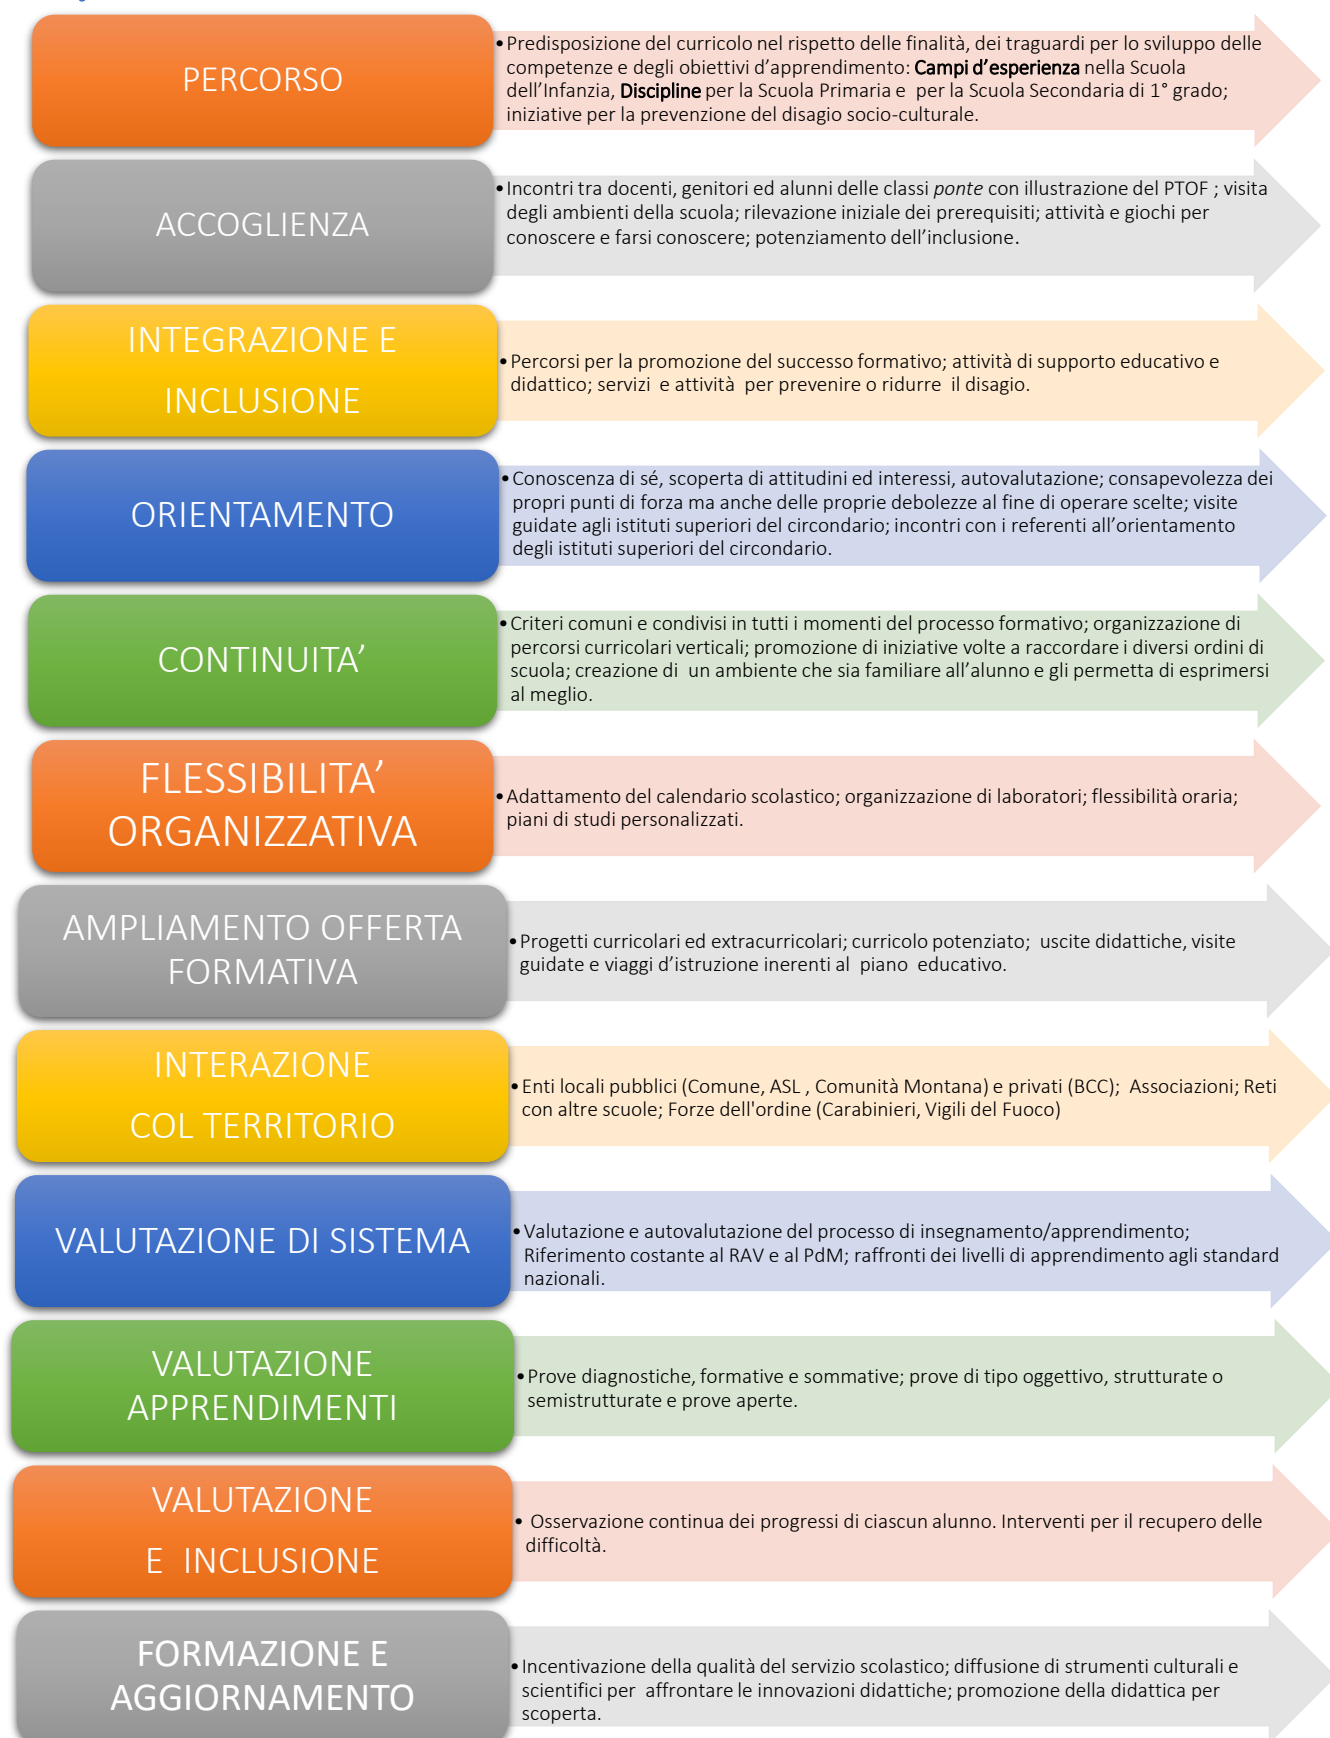 PERCORSO
•Predisposizione del curricolo nel rispetto delle finalità, dei traguardi per lo sviluppo delle
competenze e degli obiettivi d'apprendimento: Campi d'esperienza nella Scuola
dell'Infanzia, Discipline per la Scuola Primaria e per la Scuola Secondaria di 1° grado;
iniziative per la prevenzione del disagio socio-culturale.
ACCOGLIENZA
•Incontri tra docenti, genitori ed alunni delle classi ponte con illustrazione del PTOF ; visita
degli ambienti della scuola; rilevazione iniziale dei prerequisiti; attività e giochi per
conoscere e farsi conoscere; potenziamento dell'inclusione.
INTEGRAZIONE E
INCLUSIONE
•Percorsi per la promozione del successo formativo; attività di supporto educativo e
didattico; servizi e attività per prevenire o ridurre il disagio.
ORIENTAMENTO
•Conoscenza di sé, scoperta di attitudini ed interessi, autovalutazione; consapevolezza dei
propri punti di forza ma anche delle proprie debolezze al fine di operare scelte; visite
guidate agli istituti superiori del circondario; incontri con i referenti all'orientamento
degli istituti superiori del circondario.
CONTINUITA'
•Criteri comuni e condivisi in tutti i momenti del processo formativo; organizzazione di
percorsi curricolari verticali; promozione di iniziative volte a raccordare i diversi ordini di
scuola; creazione di un ambiente che sia familiare all'alunno e gli permetta di esprimersi
al meglio.
FLESSIBILITA'
ORGANIZZATIVA
•Adattamento del calendario scolastico; organizzazione di laboratori; flessibilità oraria;
piani di studi personalizzati.
AMPLIAMENTO OFFERTA
FORMATIVA
•Progetti curricolari ed extracurricolari; curricolo potenziato; uscite didattiche, visite
guidate e viaggi d'istruzione inerenti al piano educativo.
INTERAZIONE
COL TERRITORIO
•Enti locali pubblici (Comune, ASL , Comunità Montana) e privati (BCC); Associazioni; Reti
con altre scuole; Forze dell'ordine (Carabinieri, Vigili del Fuoco)
VALUTAZIONE DI SISTEMA
•Valutazione e autovalutazione del processo di insegnamento/apprendimento;
Riferimento costante al RAV e al PdM; raffronti dei livelli di apprendimento agli standard
nazionali.
VALUTAZIONE
APPRENDIMENTI
•Prove diagnostiche, formative e sommative; prove di tipo oggettivo, strutturate o
semistrutturate e prove aperte.
VALUTAZIONE
E INCLUSIONE
• Osservazione continua dei progressi di ciascun alunno. Interventi per il recupero delle
difficoltà.
FORMAZIONE E
AGGIORNAMENTO
•Incentivazione della qualità del servizio scolastico; diffusione di strumenti culturali e
scientifici per affrontare le innovazioni didattiche; promozione della didattica per
scoperta.